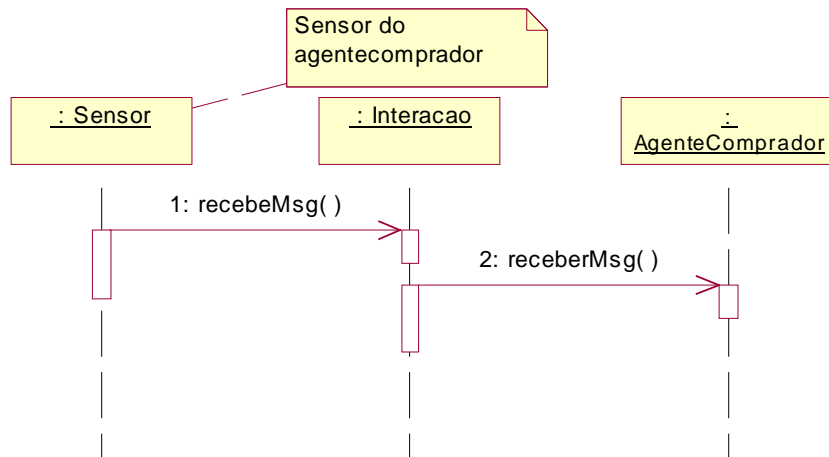 Sensor do
agentecomprador
: Sensor
: Interacao
:
AgenteComprador
1: recebeMsg( )
2: receberMsg( )